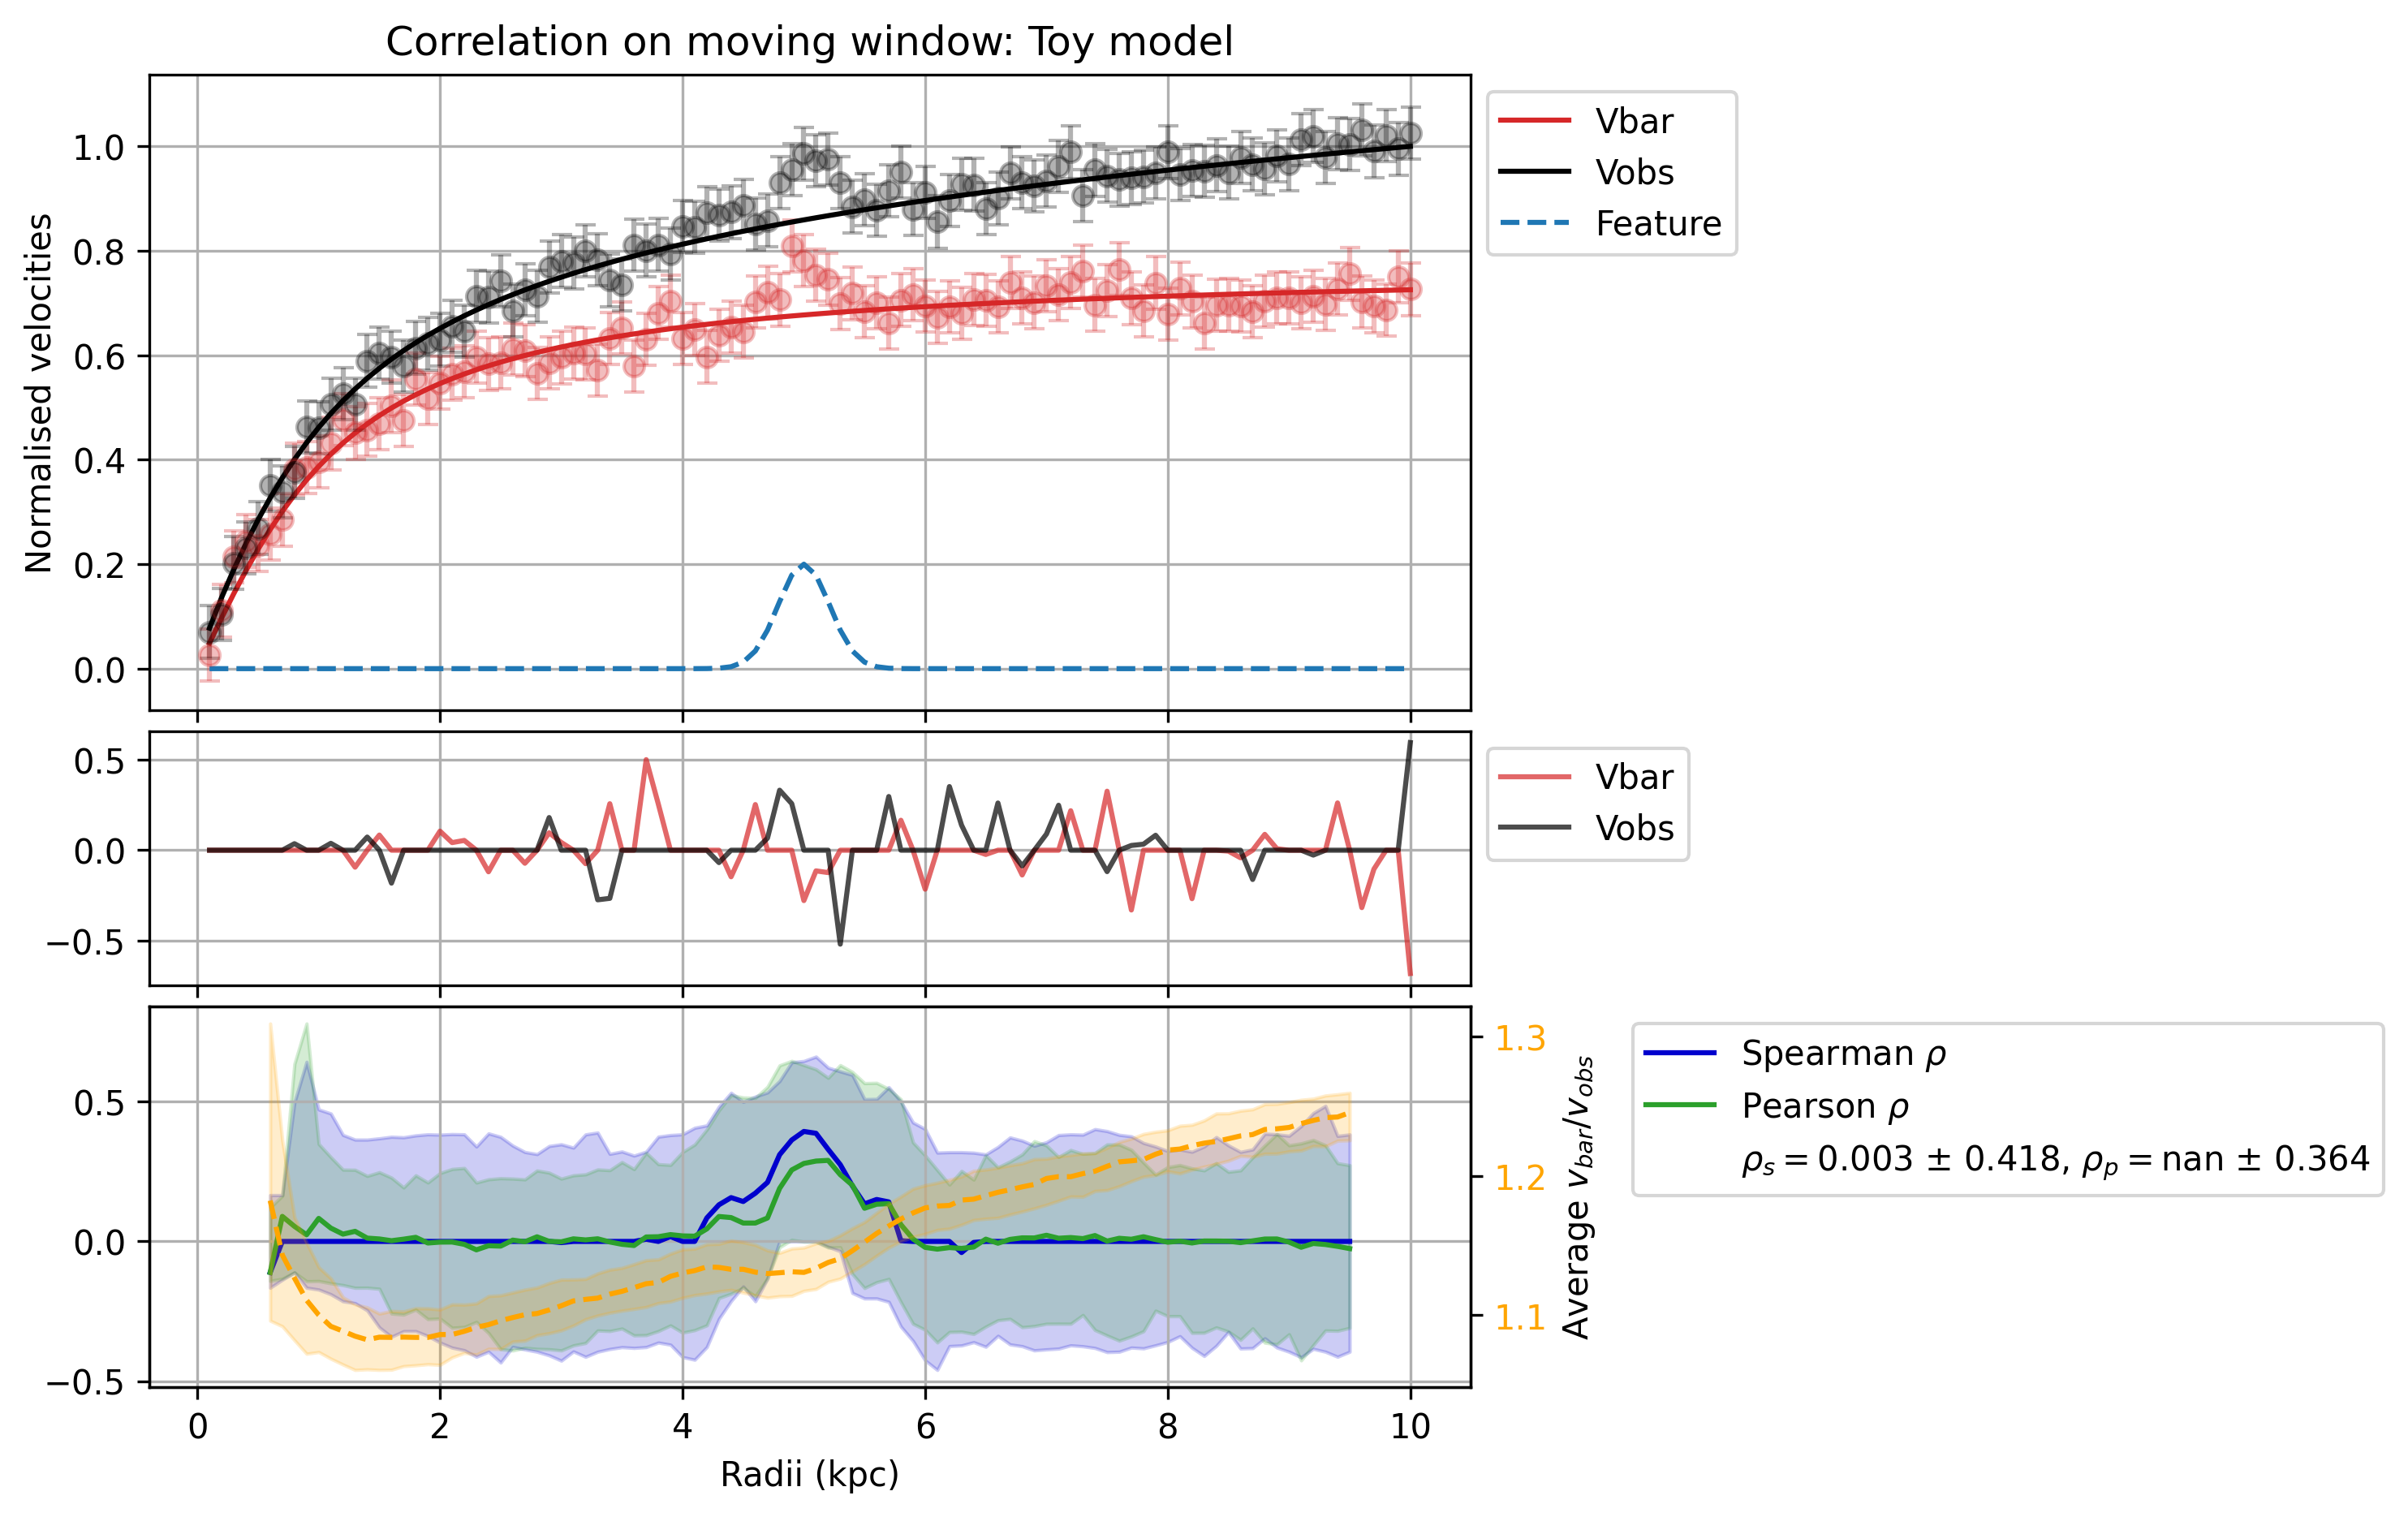 Correlation on moving window: Toy model
Normalised velocities
1.0
0.8
0.6
0.4
0.2
0.0
Vbar
Vobs
Feature
0.5
0.0
−0.5
Vbar
Vobs
0.5
0.0
−0.5
0
2
4
6
8
10
Radii (kpc)
1.3
1.2
1.1
Average v_bar/v_obs
Spearman ρ
Pearson ρ
ρ_s = 0.003 ± 0.418, ρ_p = nan ± 0.364